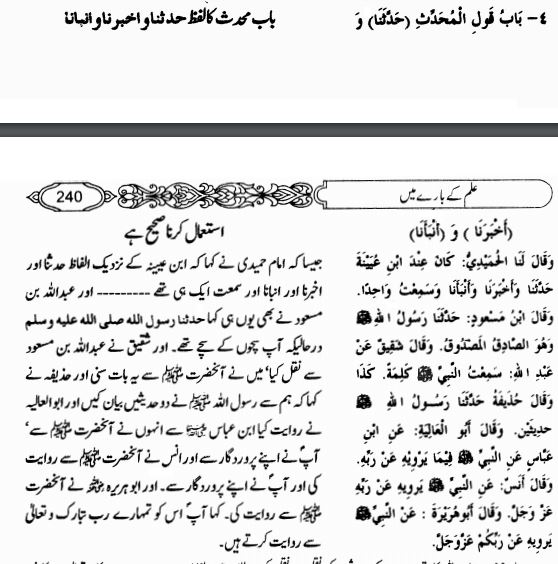 ٤- بَابُ قَولِ الْمُحَدِّثِ (حَدَّثَنَا) وَ
باب محدث کا لفظ حدثنا و اخبرنا و انبانا
علم کے بارے میں
240
(أَخْبَرَنَا) وَ (أَنْبَأَنَا)
وَقَالَ لَنَا الْحُمَيْدِيُّ: كَانَ عِنْدَ ابْنِ عُيَيْنَةَ
حَدَّثَنَا وَأَخْبَرَنَا وَأَنْبَأَنَا وَسَمِعْتُ وَاحِدًا.
وَقَالَ ابْنُ مَسْعُودٍ: حَدَّثَنَا رَسُولُ اللهِ ﷺ
وَهُوَ الصَّادِقُ الْمَصْدُوقُ. وَقَالَ شَقِيقٌ عَنْ
عَبْدِ اللهِ: سَمِعْتُ النَّبِيَّ ﷺ كَلِمَةً. كَذَا
وَقَالَ حُذَيْفَةُ حَدَّثَنَا رَسُولُ اللهِ ﷺ
حَدِيثَيْنِ. وَقَالَ أَبُو الْعَالِيَةَ: عَنِ ابْنِ
عَبَّاسٍ عَنِ النَّبِيِّ ﷺ فِيمَا يَرْوِيْهِ عَنْ رَبِّهِ.
وَقَالَ أَنَسٌ: عَنِ النَّبِيِّ ﷺ يَرْوِيهِ عَنْ رَبِّهِ
عَزَّ وَجَلَّ. وَقَالَ أَبُوهُرَيْرَةَ : عَنْ النَّبِيِّ ﷺ
يَرْوِيهِ عَنْ رَبِّكُمْ عَزَّوَجَلَّ.
استعمال کرنا صحیح ہے
جیسا کہ امام حمیدی نے کہا کہ ابن عیینہ کے نزدیک الفاظ حدثنا اور
اخبرنا اور انبانا اور سمعت ایک ہی تھے --------- اور عبداللہ بن
مسعود نے بھی یوں ہی کہا حدثنا رسول الله صلى الله عليه وسلم
درحالیکہ آپ سچوں کے سچے تھے۔ اور شقیق نے عبداللہ بن مسعود
سے نقل کیا' میں نے آنحضرت ﷺ سے یہ بات سنی اور حذیفہ نے
کہا کہ ہم سے رسول اللہ ﷺ نے دو حدیثیں بیان کیں اور ابوالعالیہ
نے روایت کیا ابن عباس ؓ سے انہوں نے آنحضرت ﷺ سے'
آپ نے اپنے پروردگار سے اور انس نے آنحضرت ﷺ سے روایت
کی اور آپ نے اپنے پروردگار سے۔ اور ابو ہریرہ ؓ نے آنحضرت
ﷺ سے روایت کی۔ کہا آپ اس کو تمہارے رب تبارک و تعالیٰ
سے روایت کرتے ہیں۔